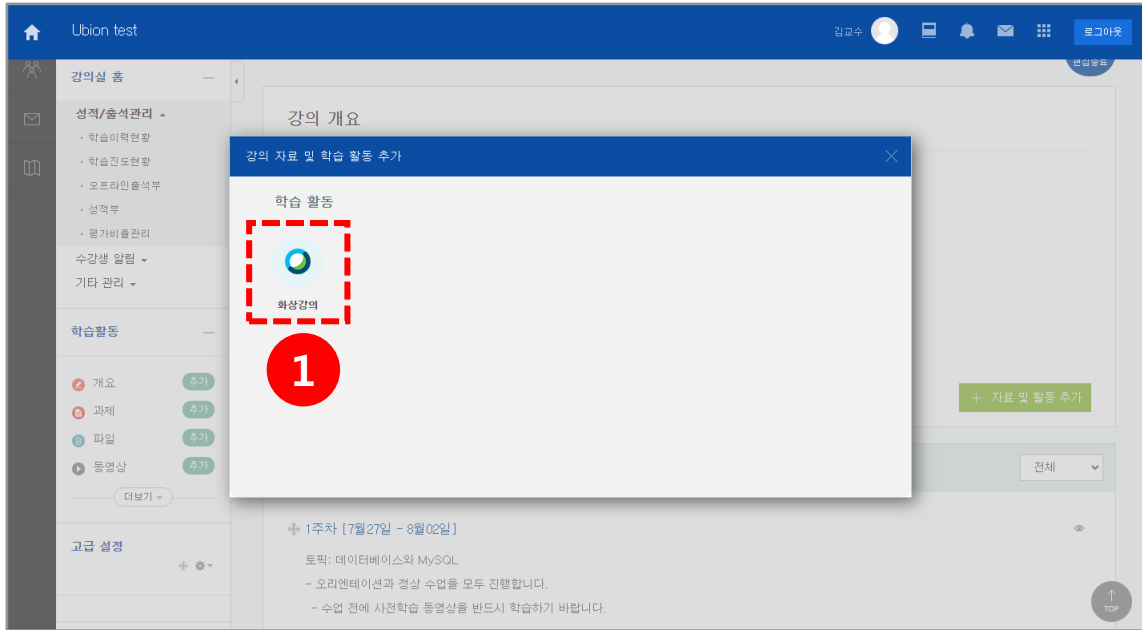 Ubion test
김교수
로그아웃
편집종료
강의실 홈
성적/출석관리
· 학습이력현황
· 학습진도현황
· 오프라인출석부
· 성적부
· 평가비율관리
수강생 알림
기타 관리
학습활동
개요 추가
과제 추가
파일 추가
동영상 추가
더보기
고급 설정
강의 개요
강의 자료 및 학습 활동 추가
학습 활동
화상강의
1
+ 자료 및 활동 추가
전체
1주차 [7월27일 - 8월02일]
토픽: 데이터베이스와 MySQL
- 오리엔테이션과 정상 수업을 모두 진행합니다.
- 수업 전에 사전학습 동영상을 반드시 학습하기 바랍니다.
TOP